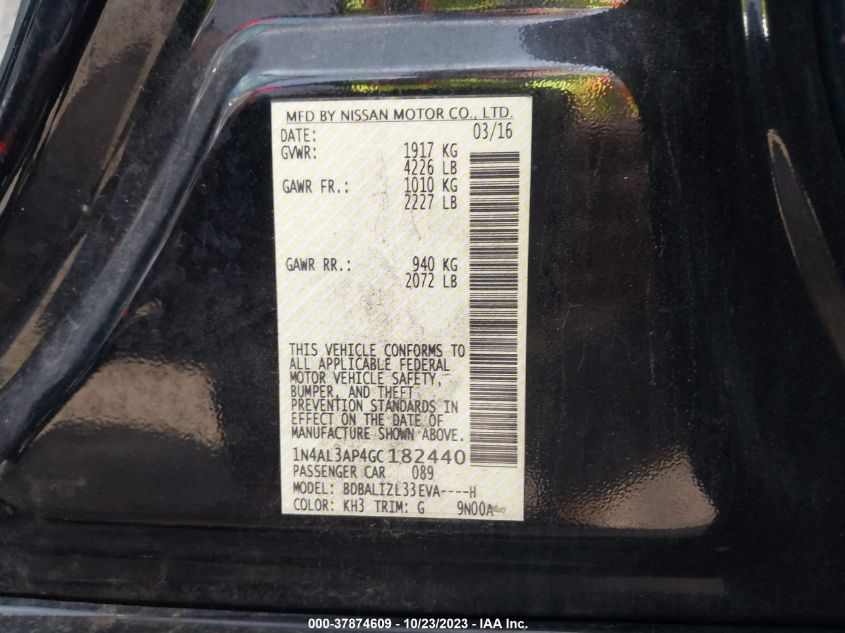 MFD BY NISSAN MOTOR CO., LTD.
DATE: 03/16
GVWR: 1917 KG
4226 LB
GAWR FR.: 1010 KG
2227 LB
GAWR RR.: 940 KG
2072 LB
THIS VEHICLE CONFORMS TO
ALL APPLICABLE FEDERAL
MOTOR VEHICLE SAFETY,
BUMPER, AND THEFT
PREVENTION STANDARDS IN
EFFECT ON THE DATE OF
MANUFACTURE SHOWN ABOVE.
1N4AL3AP4GC182440
PASSENGER CAR 089
MODEL: BDBALIZL33EVA----H
COLOR: KH3 TRIM: G 9N00A
000-37874609 - 10/23/2023 - IAA Inc.